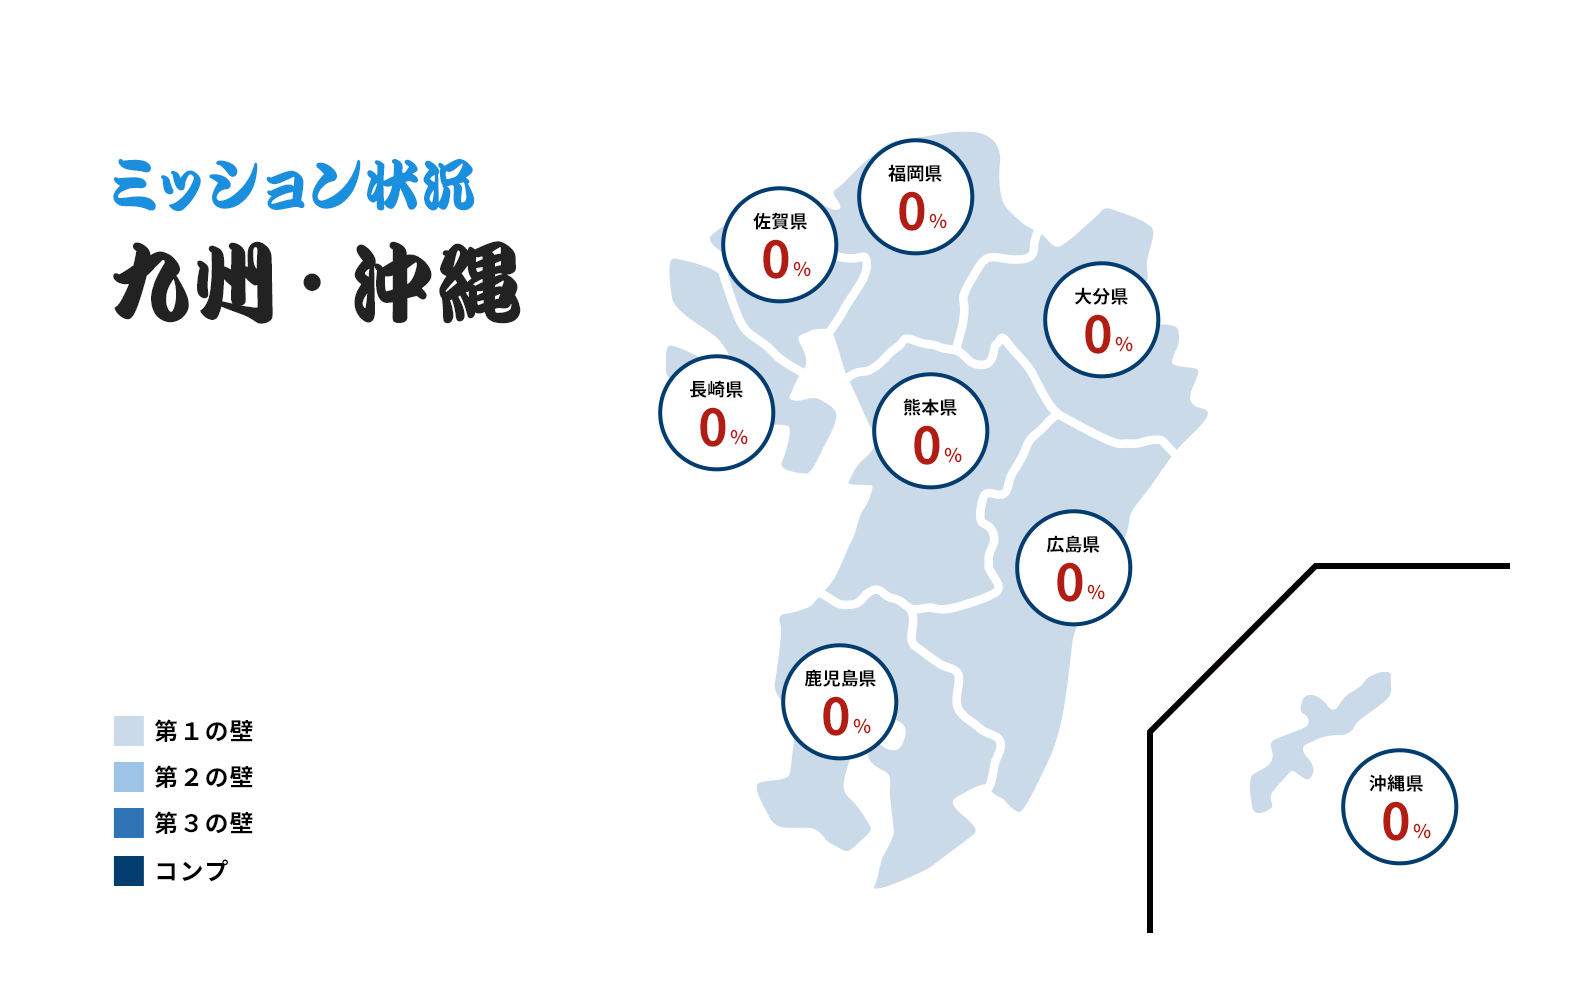 ミッション状況
九州・沖縄
福岡県
0%
佐賀県
0%
大分県
0%
長崎県
0%
熊本県
0%
広島県
0%
鹿児島県
0%
沖縄県
0%
第１の壁
第２の壁
第３の壁
コンプ